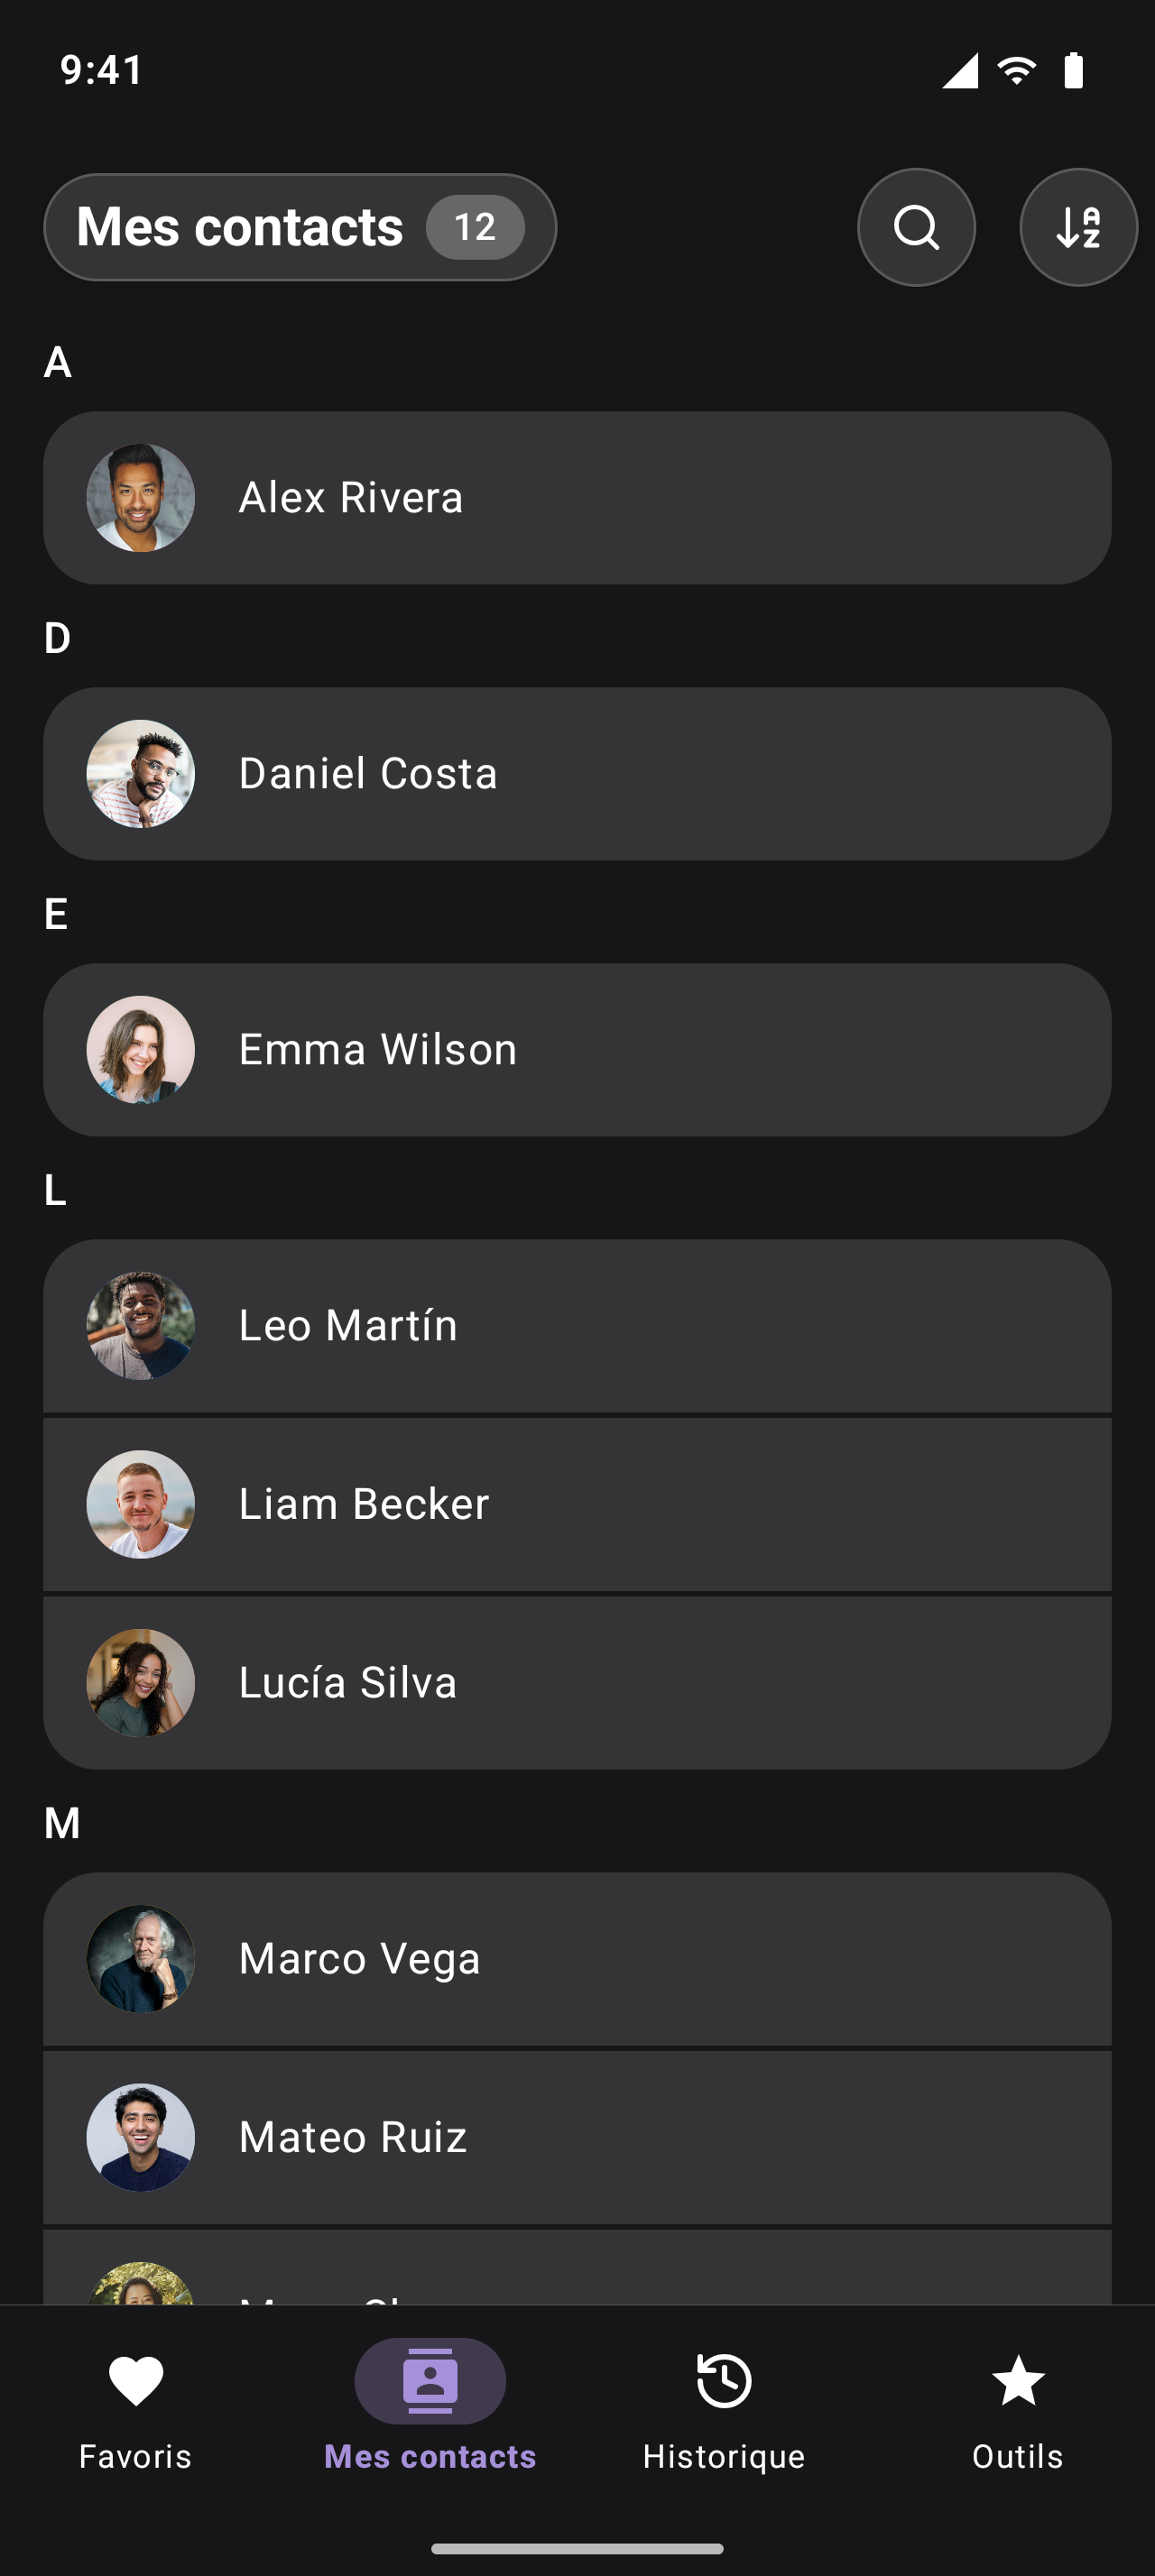 9:41
Mes contacts 12
A
Alex Rivera
D
Daniel Costa
E
Emma Wilson
L
Leo Martín
Liam Becker
Lucía Silva
M
Marco Vega
Mateo Ruiz
Favoris
Mes contacts
Historique
Outils